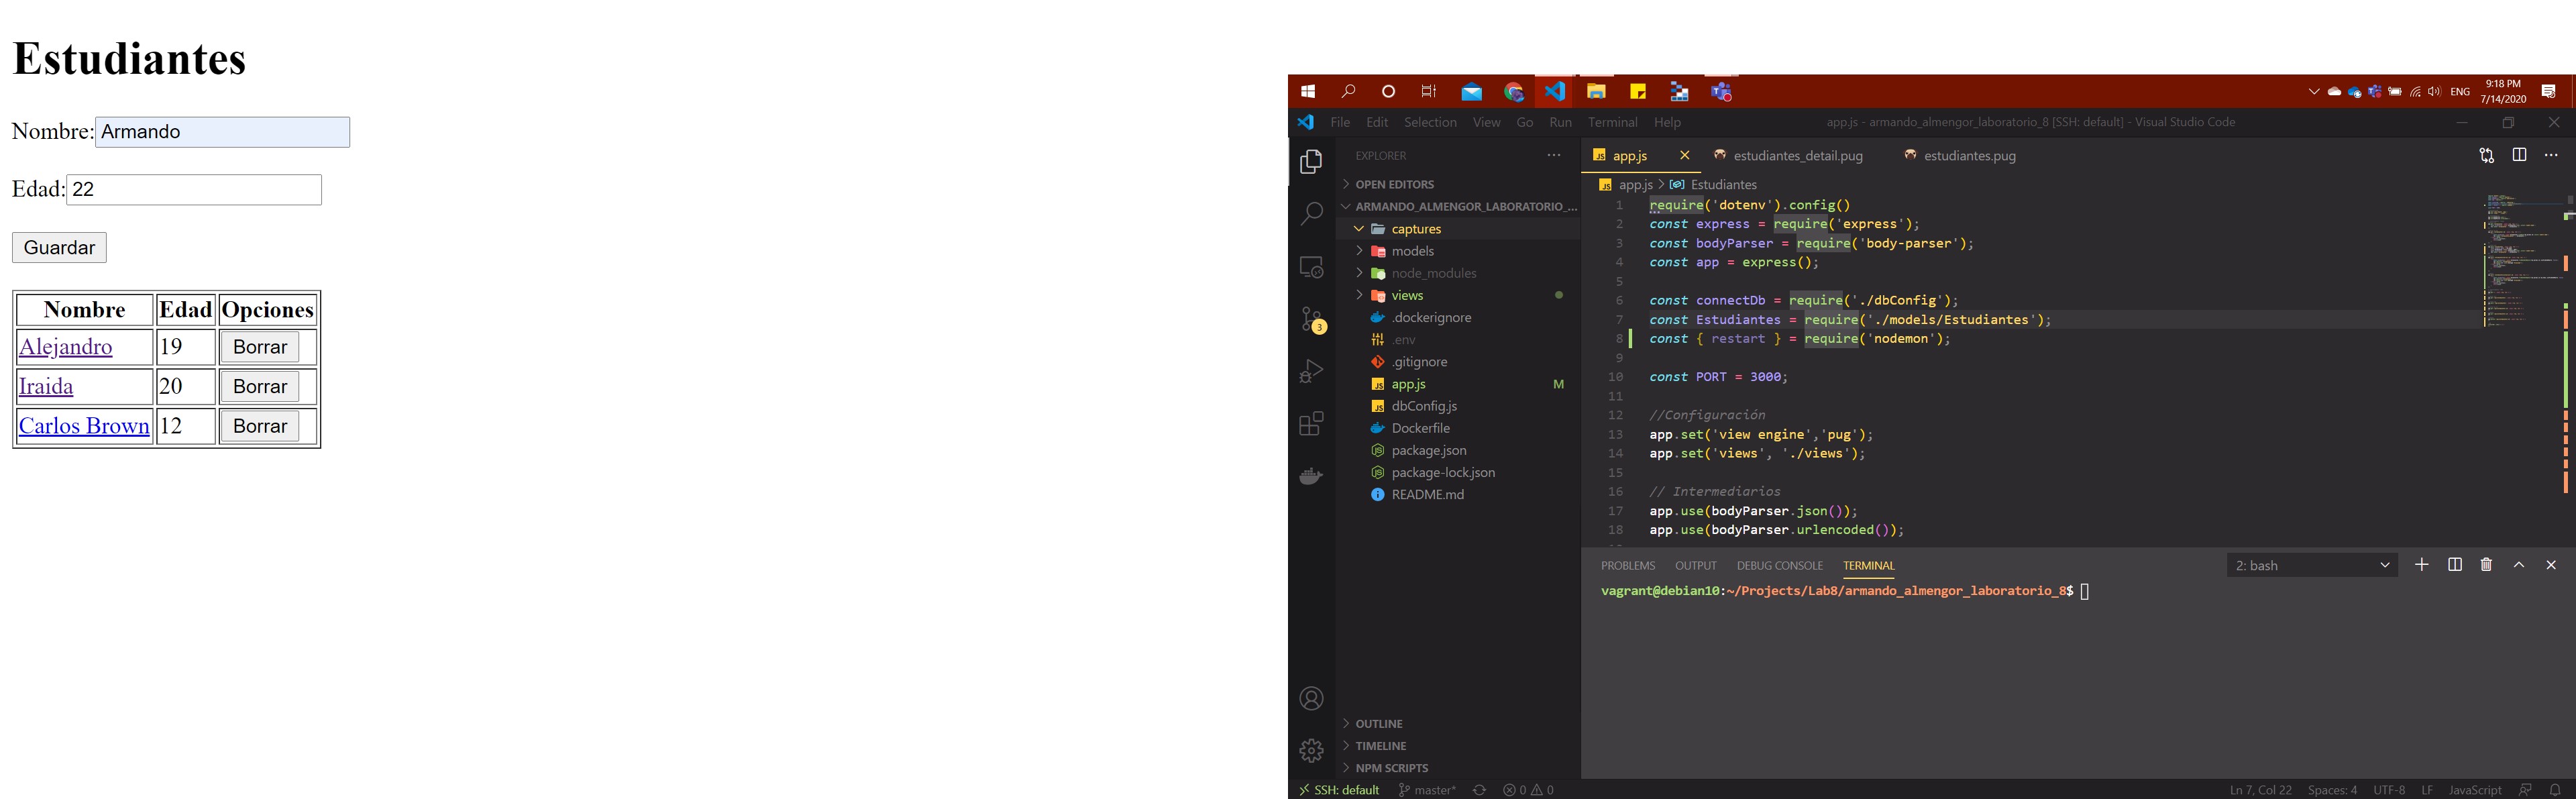 Estudiantes
Nombre: Armando
Edad: 22
Guardar
Nombre Edad Opciones
Alejandro 19 Borrar
Iraida 20 Borrar
Carlos Brown 12 Borrar
ENG 9:18 PM
7/14/2020
File Edit Selection View Go Run Terminal Help app.js - armando_almengor_laboratorio_8 [SSH: default] - Visual Studio Code
EXPLORER ···
OPEN EDITORS
ARMANDO_ALMENGOR_LABORATORIO_...
captures
models
node_modules
views
.dockerignore
.env
.gitignore
app.js M
dbConfig.js
Dockerfile
package.json
package-lock.json
README.md
OUTLINE
TIMELINE
NPM SCRIPTS
3
app.js estudiantes_detail.pug estudiantes.pug
app.js > Estudiantes
1 require('dotenv').config()
2 const express = require('express');
3 const bodyParser = require('body-parser');
4 const app = express();
5
6 const connectDb = require('./dbConfig');
7 const Estudiantes = require('./models/Estudiantes');
8 const { restart } = require('nodemon');
9
10 const PORT = 3000;
11
12 //Configuración
13 app.set('view engine','pug');
14 app.set('views', './views');
15
16 // Intermediarios
17 app.use(bodyParser.json());
18 app.use(bodyParser.urlencoded());
PROBLEMS OUTPUT DEBUG CONSOLE TERMINAL 2: bash
vagrant@debian10:~/Projects/Lab8/armando_almengor_laboratorio_8$
SSH: default master* 0 0 Ln 7, Col 22 Spaces: 4 UTF-8 LF JavaScript